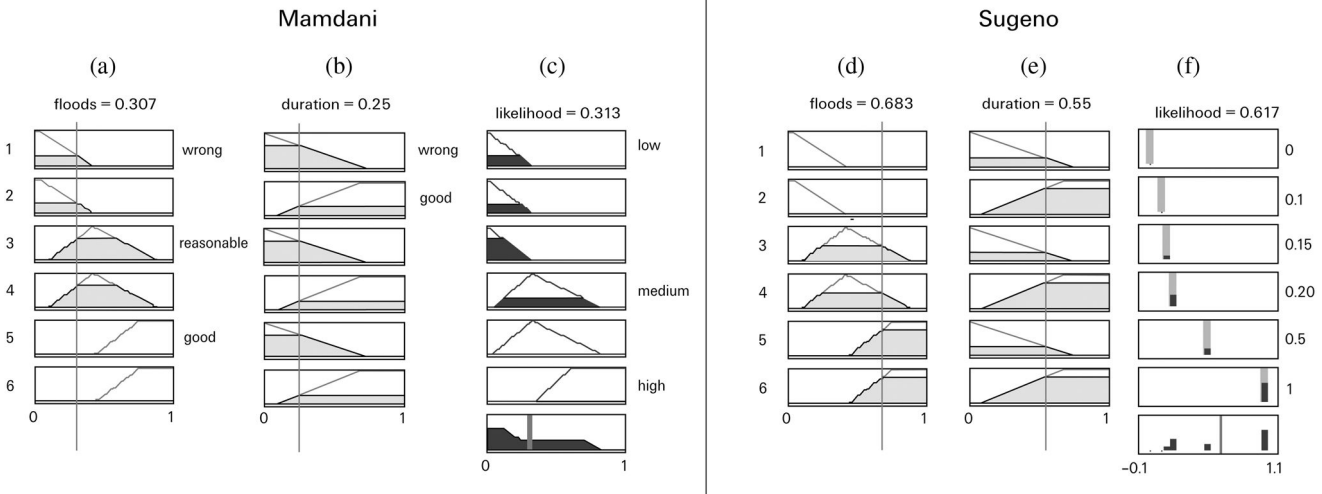 Mamdani
Sugeno
(a) (b) (c) (d) (e) (f)
floods = 0.307 duration = 0.25 likelihood = 0.313 floods = 0.683 duration = 0.55 likelihood = 0.617
1 wrong wrong low 1 0
2 good 2 0.1
3 reasonable 3 0.15
4 medium 4 0.20
5 good 5 0.5
6 high 6 1
0 1 0 1 0 1 0 1
0 1 -0.1 1.1